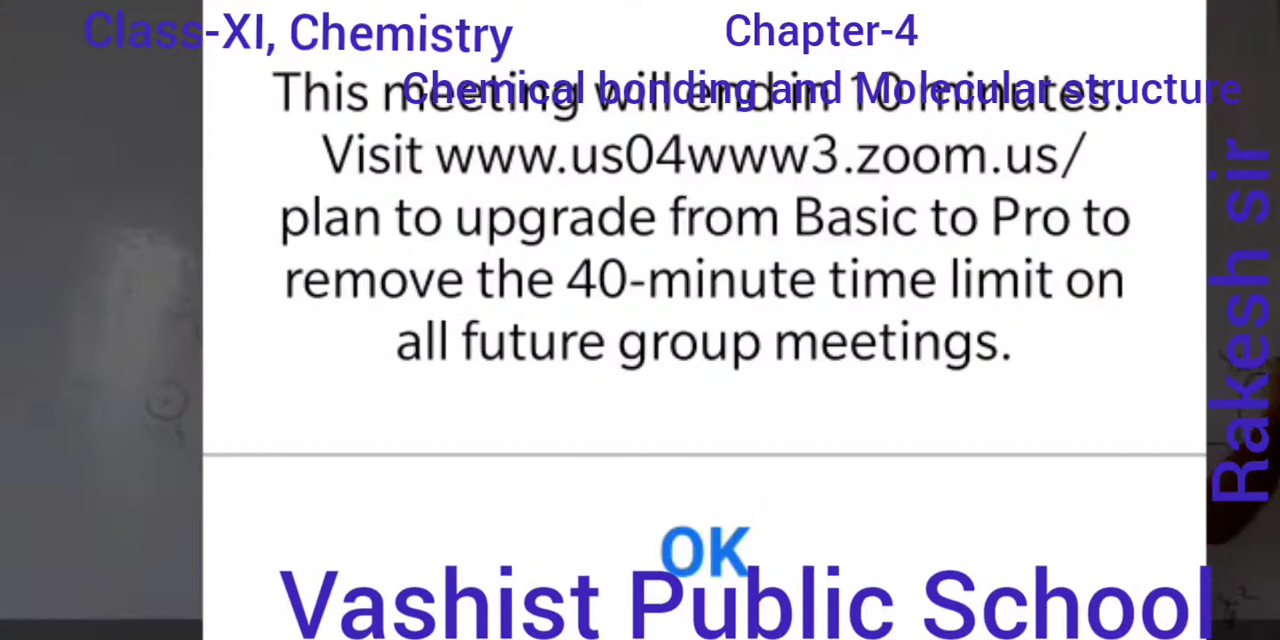 Class-XI, Chemistry
Chapter-4
Chemical bonding and Molecular structure
This meeting will end in 10 minutes.
Visit www.us04www3.zoom.us/
plan to upgrade from Basic to Pro to
remove the 40-minute time limit on
all future group meetings.
Rakesh sir
OK
Vashist Public School